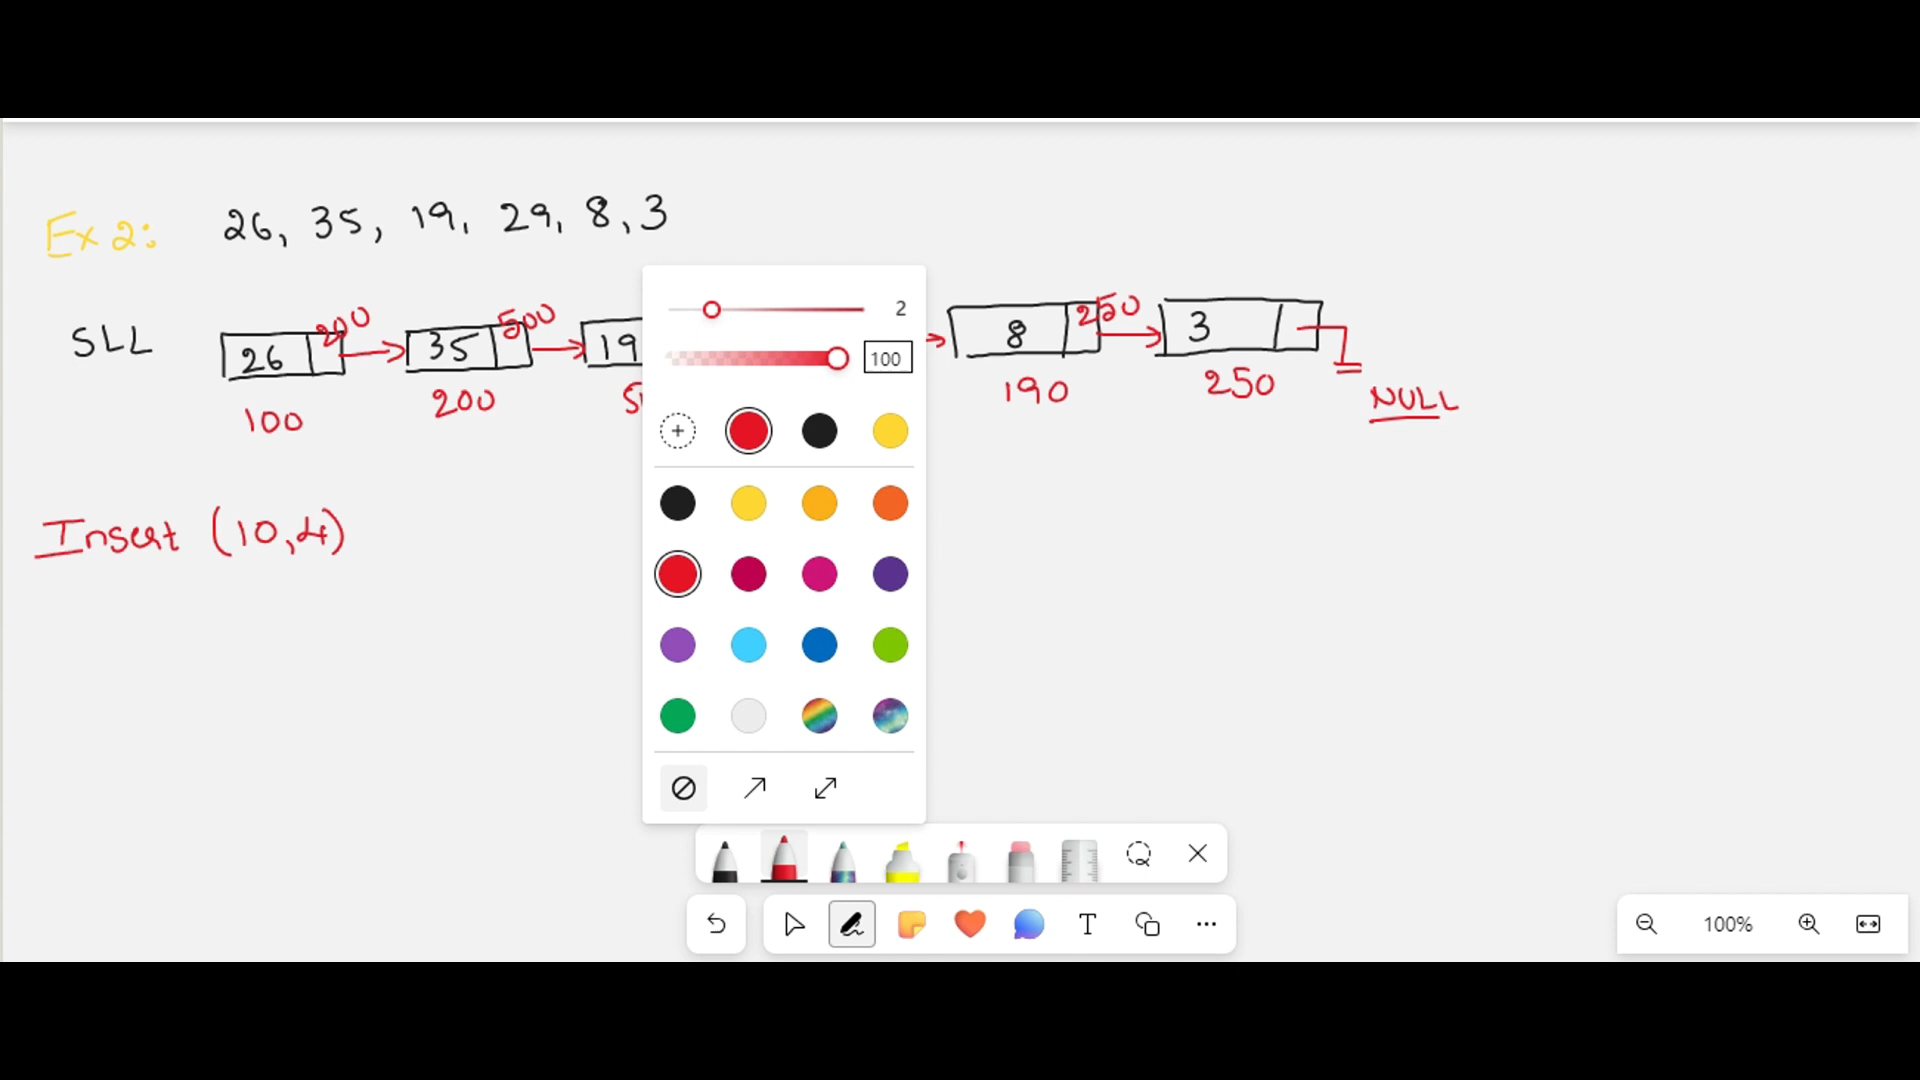 Ex 2: 26, 35, 19, 29, 8, 3
200 500 250
SLL 26 35 19 8 3
100 200 190 250 NULL
Insert (10,4)
2
100
T
100%